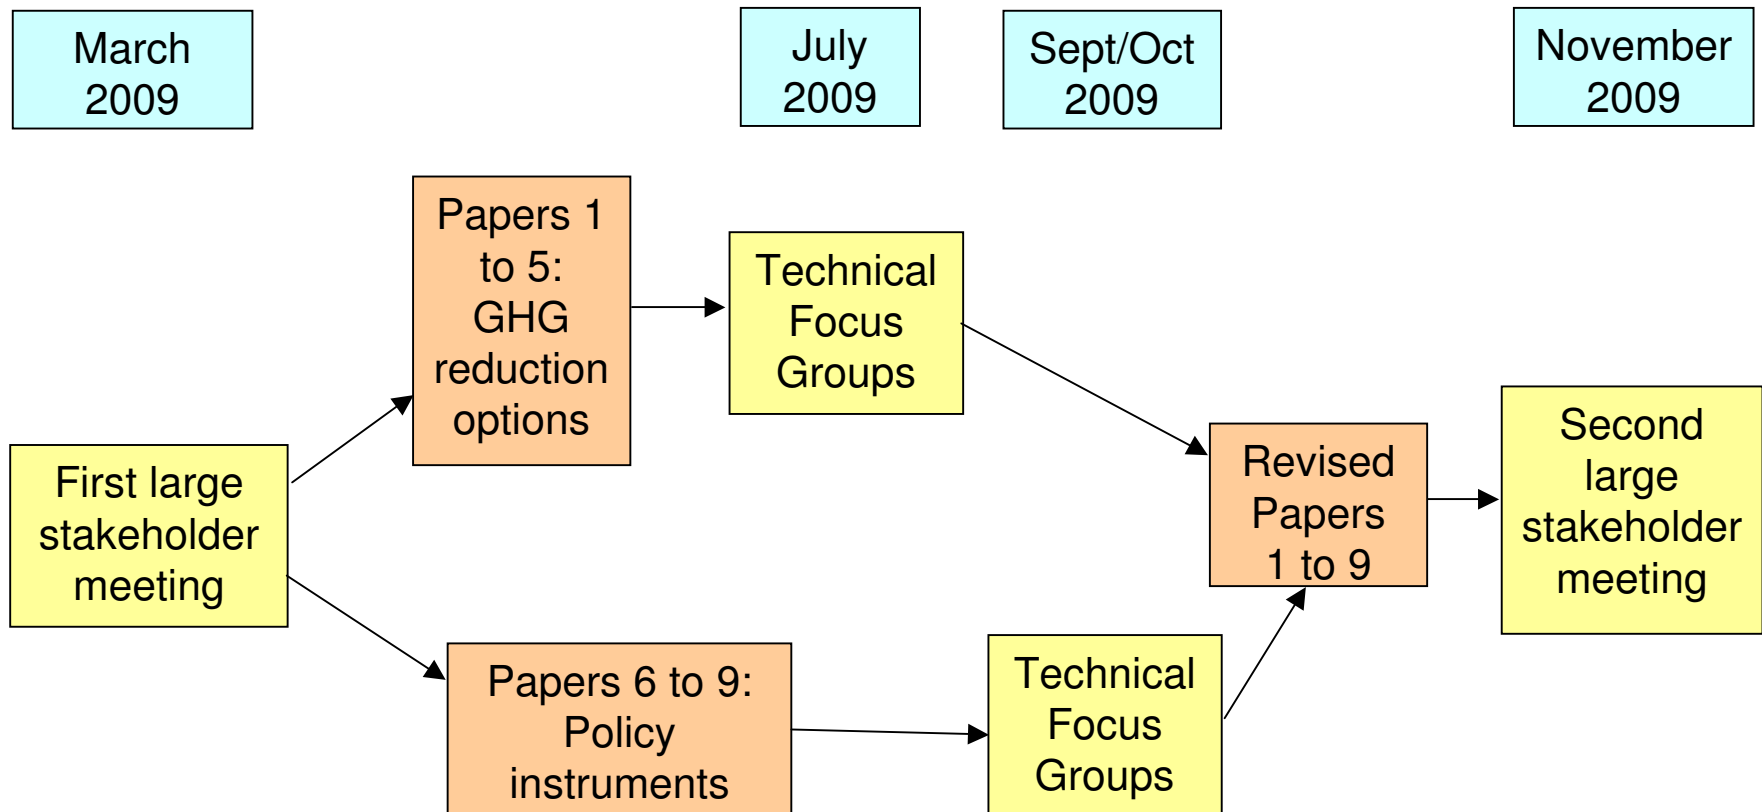 March
2009
July
2009
Sept/Oct
2009
November
2009
Papers 1
to 5:
GHG
reduction
options
Technical
Focus
Groups
First large
stakeholder
meeting
Revised
Papers
1 to 9
Second
large
stakeholder
meeting
Papers 6 to 9:
Policy
instruments
Technical
Focus
Groups